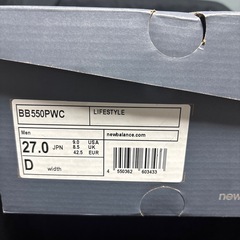 BB550PWC LIFESTYLE
Men newbalance.com
27.0 JPN 9.0 USA
8.5 UK
42.5 EUR
D width
4 550362 603433
new